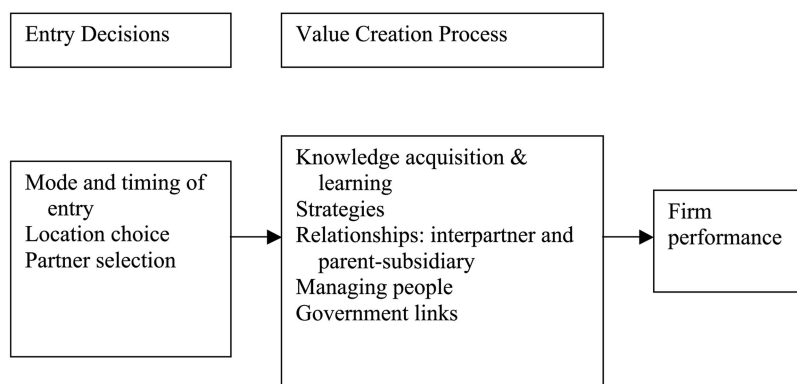 Entry Decisions
Value Creation Process
Mode and timing of
entry
Location choice
Partner selection
Knowledge acquisition &
learning
Strategies
Relationships: interpartner and
parent-subsidiary
Managing people
Government links
Firm
performance